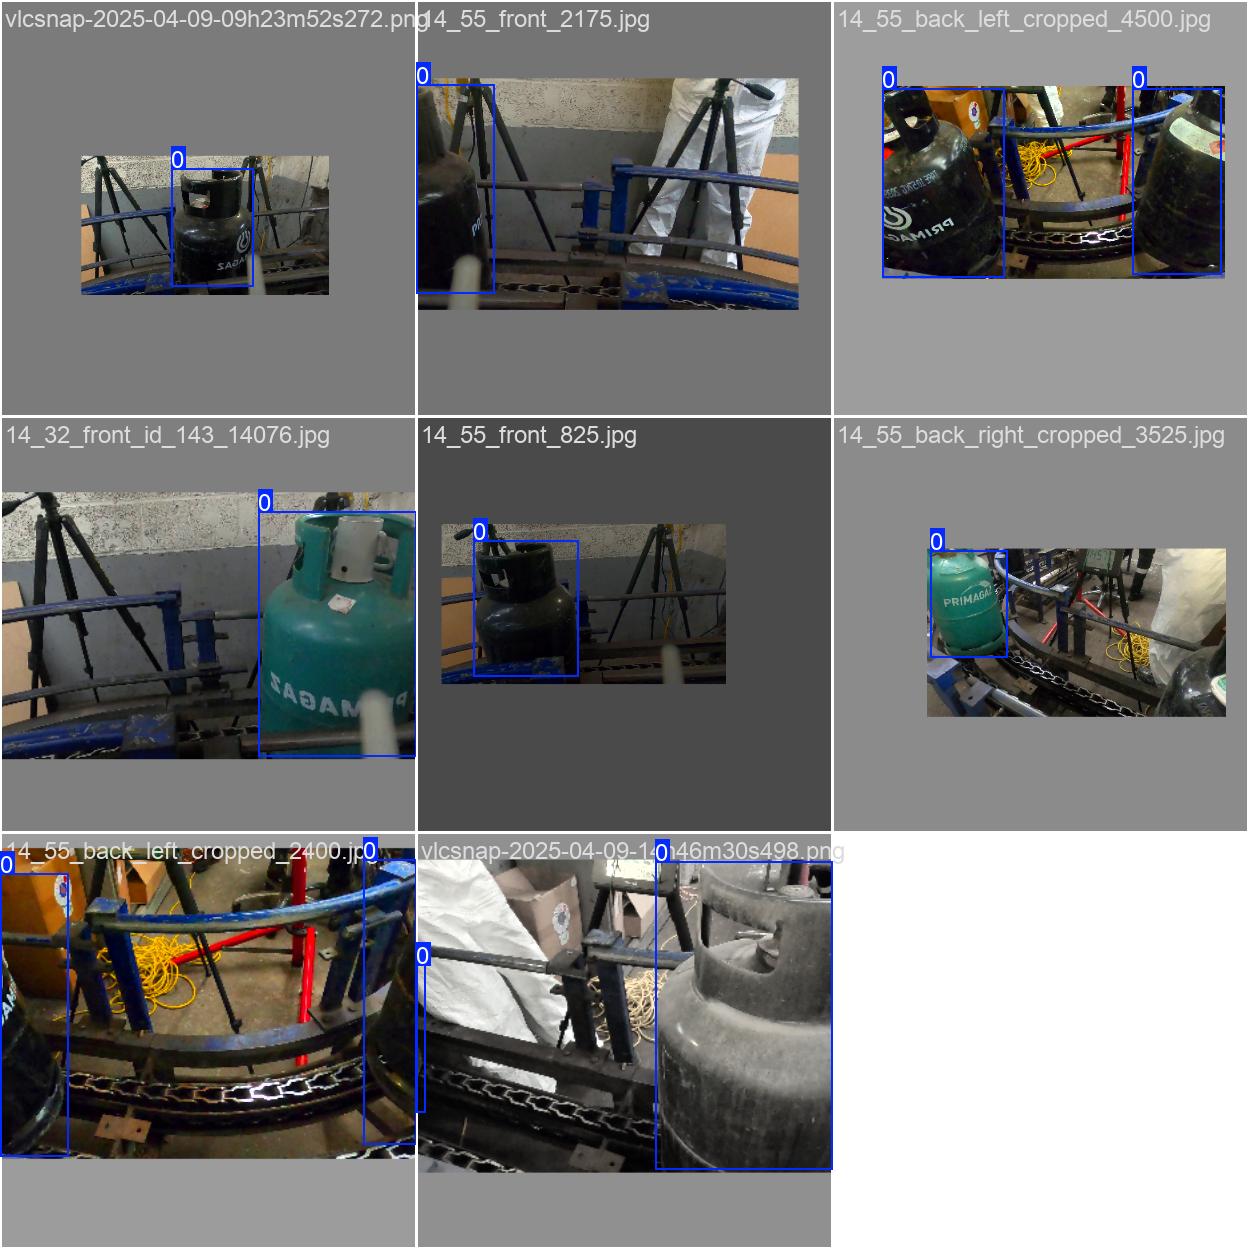 vlcsnap-2025-04-09-09h23m52s272.png
14_55_front_2175.jpg
14_55_back_left_cropped_4500.jpg
0
0
0
0
PRIMAGAZ
PRIMAGAZ
14_32_front_id_143_14076.jpg
14_55_front_825.jpg
14_55_back_right_cropped_3525.jpg
0
0
0
PRIMAGAZ
PRIMAGAZ
14_55_back_left_cropped_2400.jpg
vlcsnap-2025-04-09-14h46m30s498.png
0
0
0
0